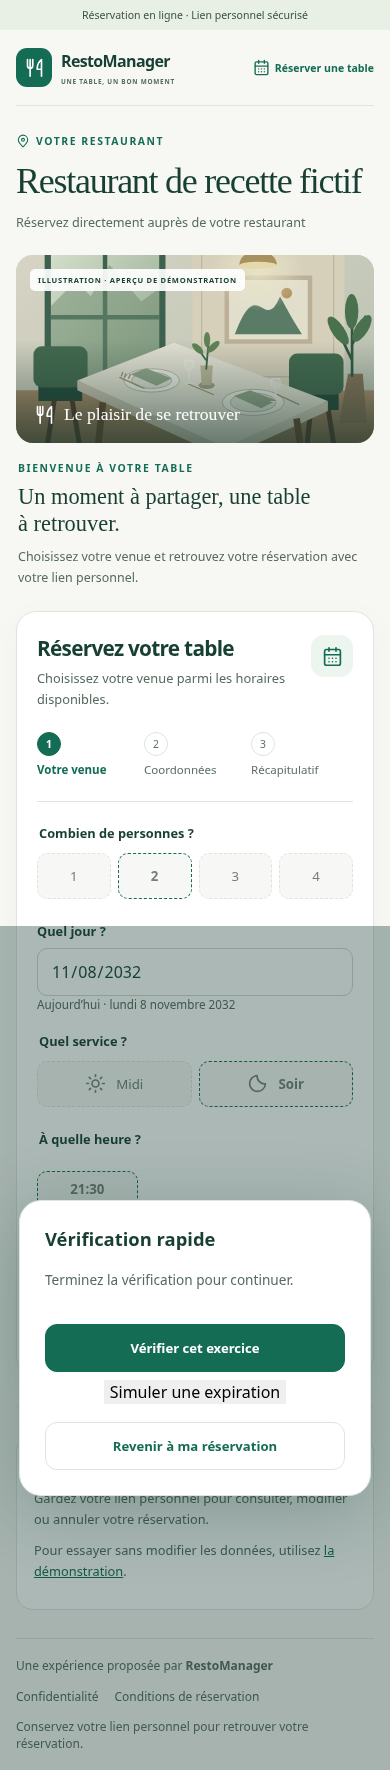 Réservation en ligne · Lien personnel sécurisé
RestoManager
UNE TABLE, UN BON MOMENT
Réserver une table
VOTRE RESTAURANT
Restaurant de recette fictif
Réservez directement auprès de votre restaurant
ILLUSTRATION · APERÇU DE DÉMONSTRATION
Le plaisir de se retrouver
BIENVENUE À VOTRE TABLE
Un moment à partager, une table
à retrouver.
Choisissez votre venue et retrouvez votre réservation avec
votre lien personnel.
Réservez votre table
Choisissez votre venue parmi les horaires
disponibles.
1
2
3
Votre venue
Coordonnées
Récapitulatif
Combien de personnes ?
1
2
3
4
Quel jour ?
11/08/2032
Aujourd'hui · lundi 8 novembre 2032
Quel service ?
Midi
Soir
À quelle heure ?
21:30
Vérification rapide
Terminez la vérification pour continuer.
Vérifier cet exercice
Simuler une expiration
Revenir à ma réservation
Gardez votre lien personnel pour consulter, modifier
ou annuler votre réservation.
Pour essayer sans modifier les données, utilisez la
démonstration.
Une expérience proposée par RestoManager
Confidentialité
Conditions de réservation
Conservez votre lien personnel pour retrouver votre
réservation.